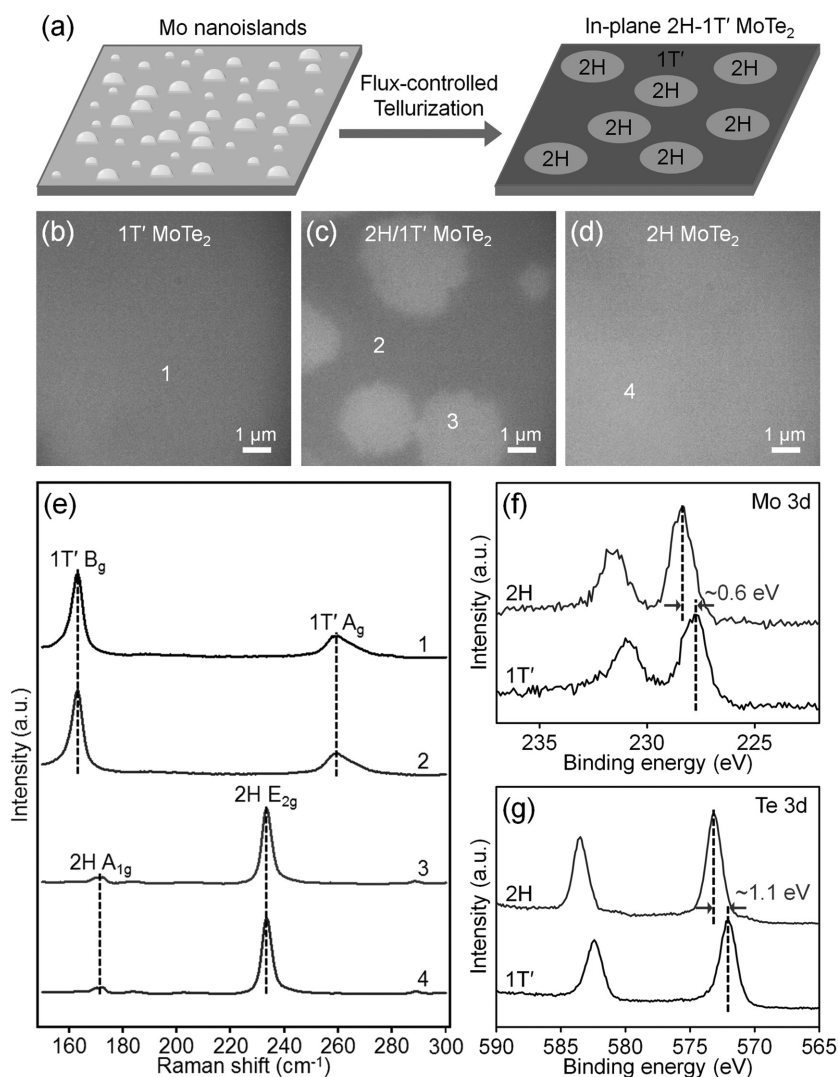 (a)
Mo nanoislands
Flux-controlled
Tellurization
In-plane 2H-1T′ MoTe₂
2H
1T′
2H
2H
2H
2H
2H
2H
(b)
1T′ MoTe₂
1
1 μm
(c)
2H/1T′ MoTe₂
2
3
1 μm
(d)
2H MoTe₂
4
1 μm
(e)
1T′ B₉
1T′ A₉
1
2
2H E₂g
2H A₁g
3
4
Intensity (a.u.)
160 180 200 220 240 260 280 300
Raman shift (cm⁻¹)
(f)
Mo 3d
2H
~0.6 eV
1T′
Intensity (a.u.)
235 230 225
Binding energy (eV)
(g)
Te 3d
2H
~1.1 eV
1T′
Intensity (a.u.)
590 585 580 575 570 565
Binding energy (eV)